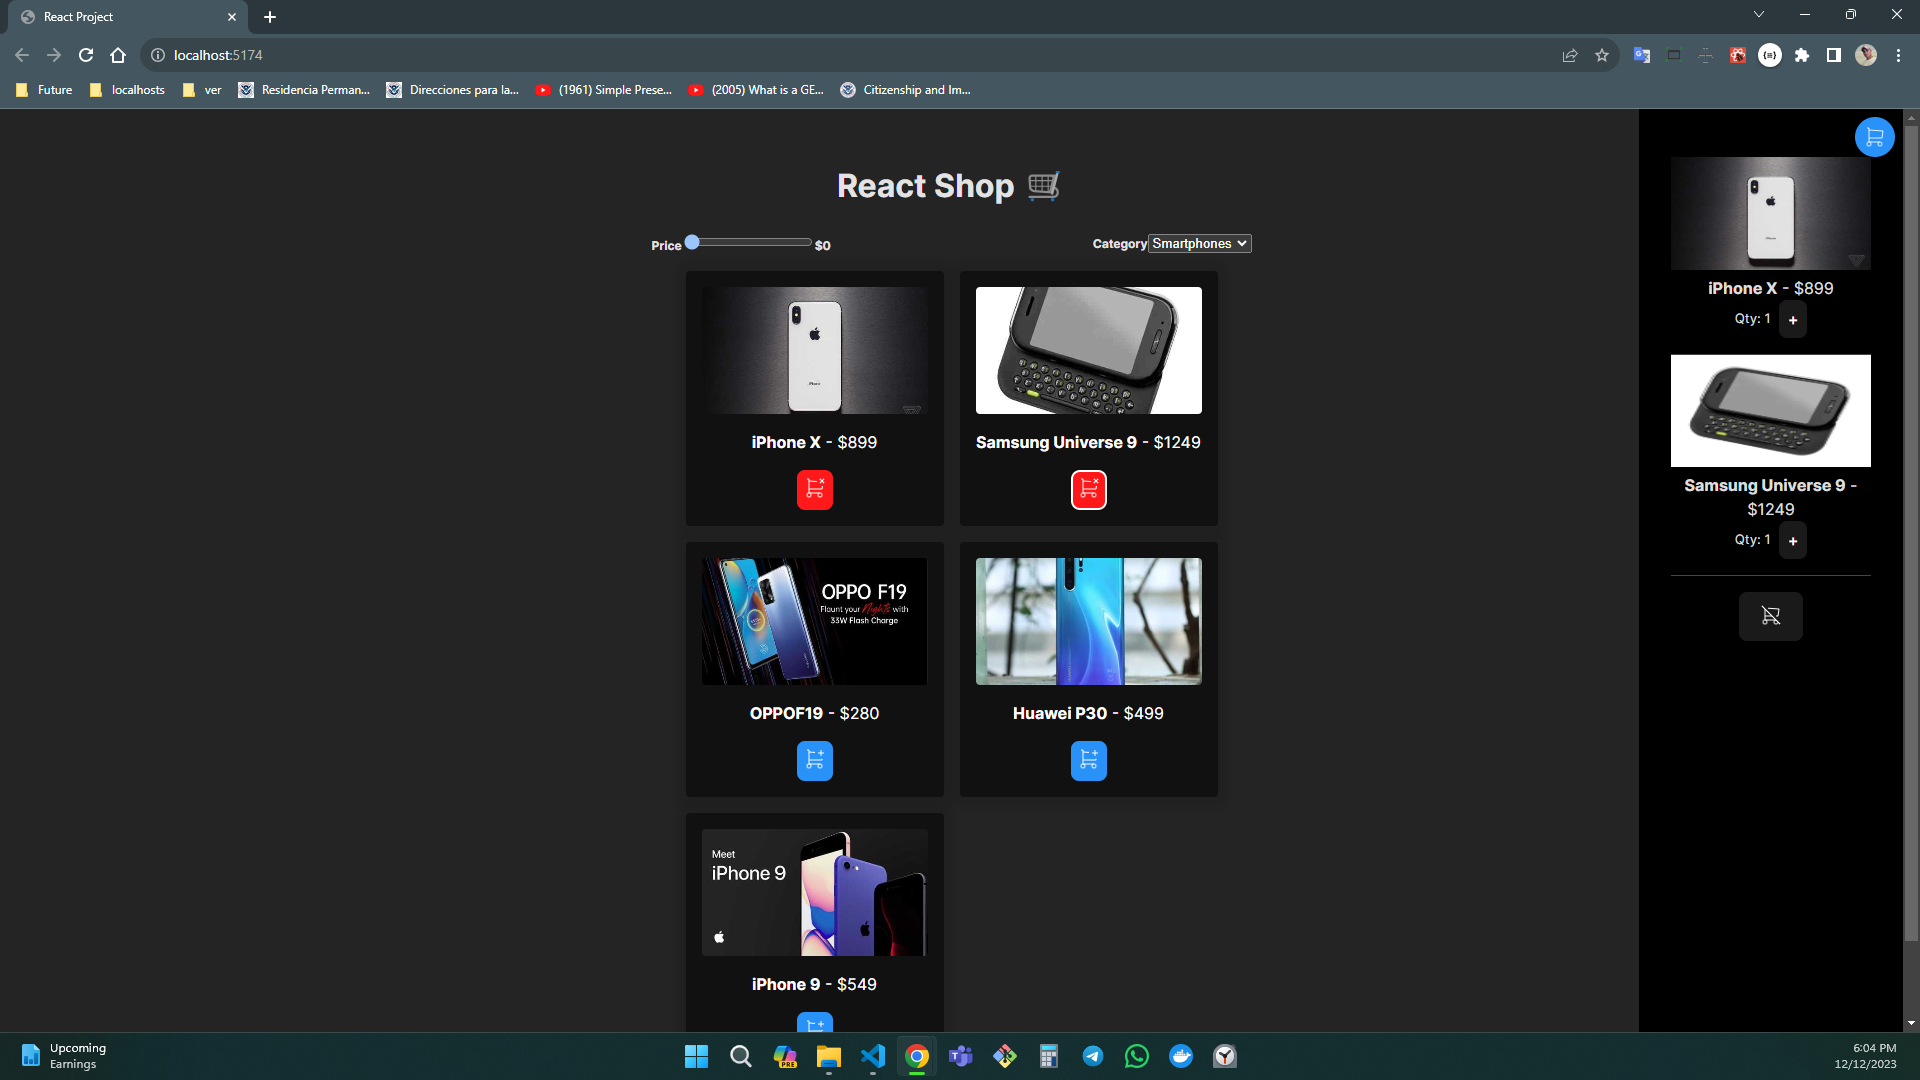 React Project
localhost:5174
Future
localhosts
ver
Residencia Perman...
Direcciones para la...
(1961) Simple Prese...
(2005) What is a GE...
Citizenship and Im...
React Shop
Price
$0
Category
Smartphones
iPhone X - $899
Samsung Universe 9 - $1249
OPPO F19
Flaunt your Nights with
33W Flash Charge
OPPOF19 - $280
Huawei P30 - $499
Meet
iPhone 9
iPhone 9 - $549
iPhone X - $899
Qty: 1
+
Samsung Universe 9 -
$1249
Qty: 1
+
Upcoming
Earnings
PRE
6:04 PM
12/12/2023